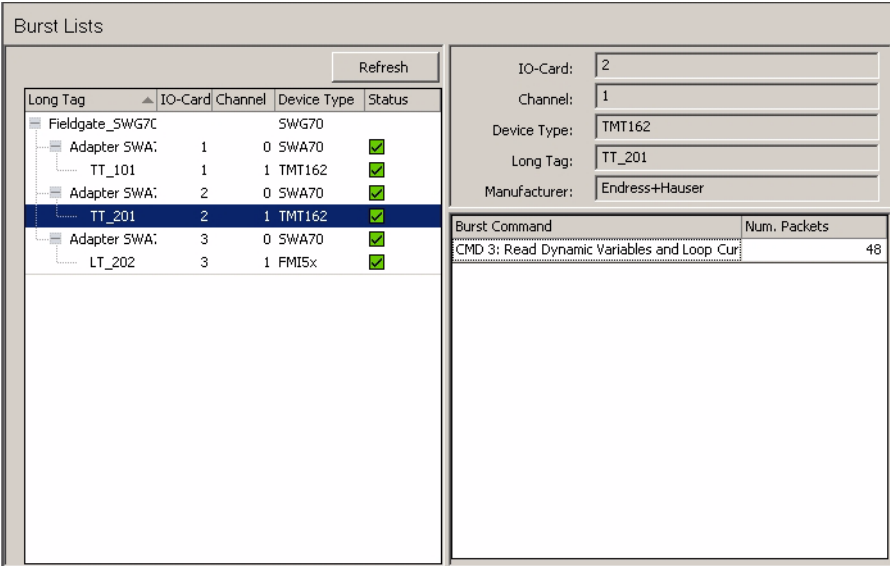 Burst Lists
Refresh
Long Tag IO-Card Channel Device Type Status
Fieldgate_SWG70 SWG70
Adapter SWA7 1 0 SWA70
TT_101 1 1 TMT162
Adapter SWA7 2 0 SWA70
TT_201 2 1 TMT162
Adapter SWA7 3 0 SWA70
LT_202 3 1 FMI5x
IO-Card: 2
Channel: 1
Device Type: TMT162
Long Tag: TT_201
Manufacturer: Endress+Hauser
Burst Command Num. Packets
CMD 3: Read Dynamic Variables and Loop Cur 48